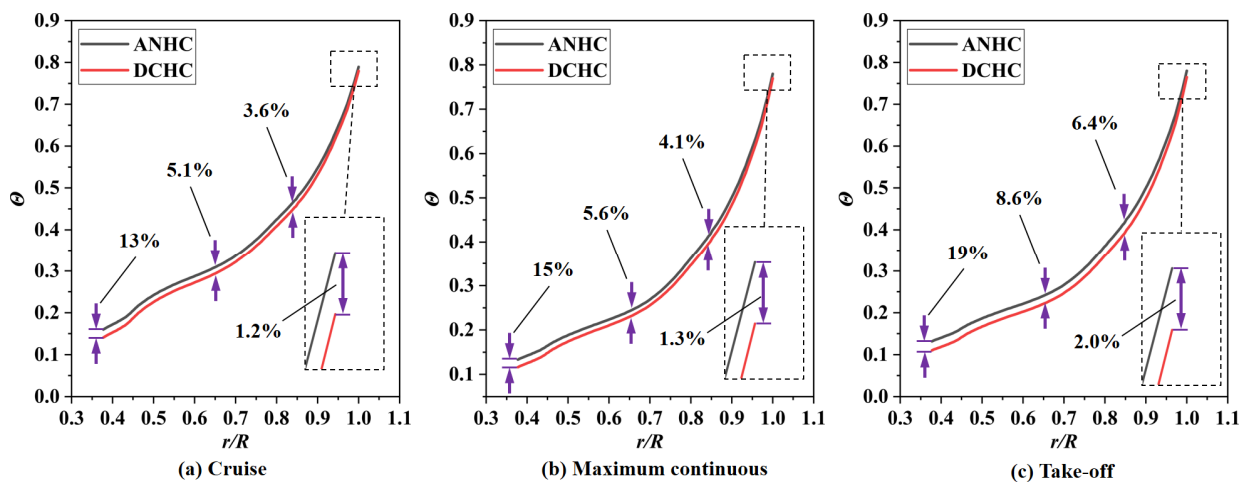 0.9
0.8
0.7
0.6
0.5
0.4
0.3
0.2
0.1
0.0
Θ
ANHC
DCHC
3.6%
5.1%
13%
1.2%
0.3 0.4 0.5 0.6 0.7 0.8 0.9 1.0 1.1
r/R
(a) Cruise
0.9
0.8
0.7
0.6
0.5
0.4
0.3
0.2
0.1
Θ
ANHC
DCHC
4.1%
5.6%
15%
1.3%
0.3 0.4 0.5 0.6 0.7 0.8 0.9 1.0 1.1
r/R
(b) Maximum continuous
0.9
0.8
0.7
0.6
0.5
0.4
0.3
0.2
0.1
0.0
Θ
ANHC
DCHC
6.4%
8.6%
19%
2.0%
0.3 0.4 0.5 0.6 0.7 0.8 0.9 1.0 1.1
r/R
(c) Take-off